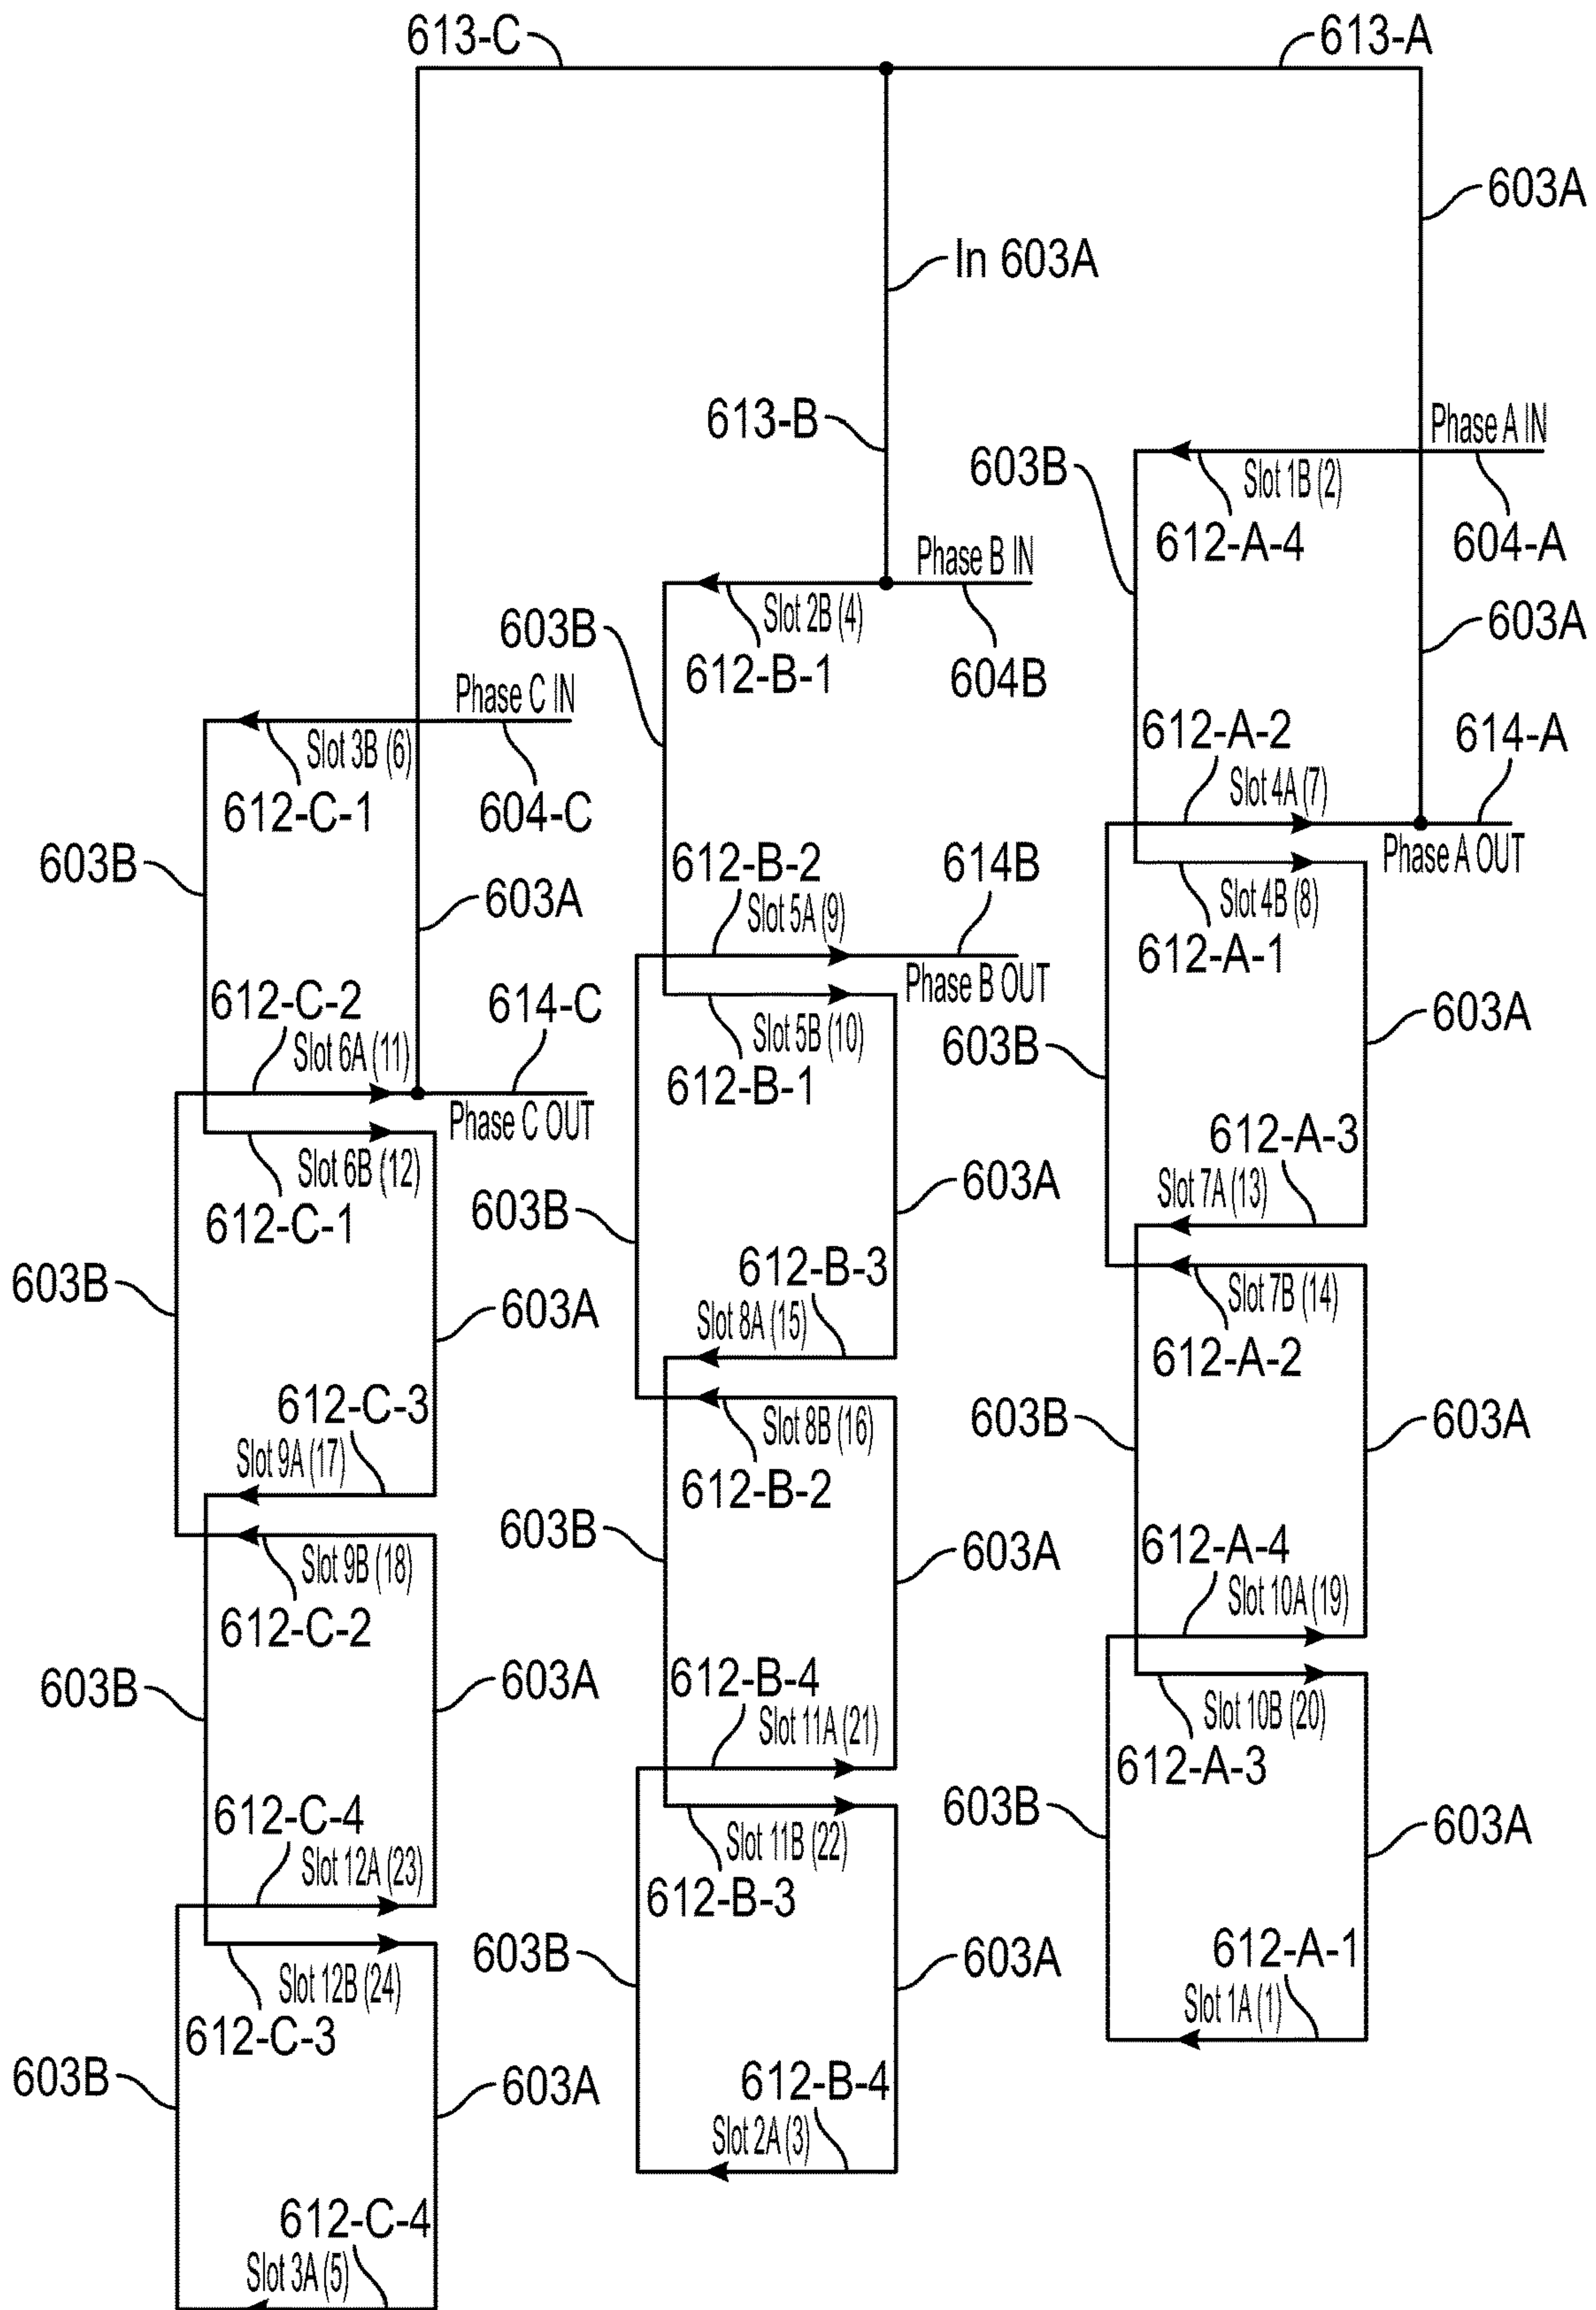 613-C
613-A
603A
In 603A
613-B
Phase A IN
603B
Slot 1B (2)
612-A-4
604-A
Phase B IN
603B
Slot 2B (4)
612-B-1
604B
603A
Phase C IN
Slot 3B (6)
612-C-1
604-C
612-A-2
614-A
Slot 4A (7)
Phase A OUT
603B
603A
612-B-2
614B
Slot 5A (9)
Slot 4B (8)
612-A-1
Phase B OUT
612-C-2
614-C
Slot 6A (11)
Slot 5B (10)
612-B-1
603B
603A
Phase C OUT
Slot 6B (12)
612-C-1
603B
603A
612-A-3
Slot 7A (13)
603B
603A
612-B-3
Slot 8A (15)
Slot 7B (14)
612-A-2
612-C-3
Slot 9A (17)
Slot 8B (16)
612-B-2
603B
603A
603B
603A
Slot 9B (18)
612-C-2
612-A-4
Slot 10A (19)
603B
603A
612-B-4
Slot 11A (21)
Slot 10B (20)
612-A-3
612-C-4
Slot 12A (23)
Slot 11B (22)
612-B-3
603B
603A
603B
603A
Slot 12B (24)
612-C-3
612-A-1
Slot 1A (1)
603B
603A
612-B-4
Slot 2A (3)
612-C-4
Slot 3A (5)